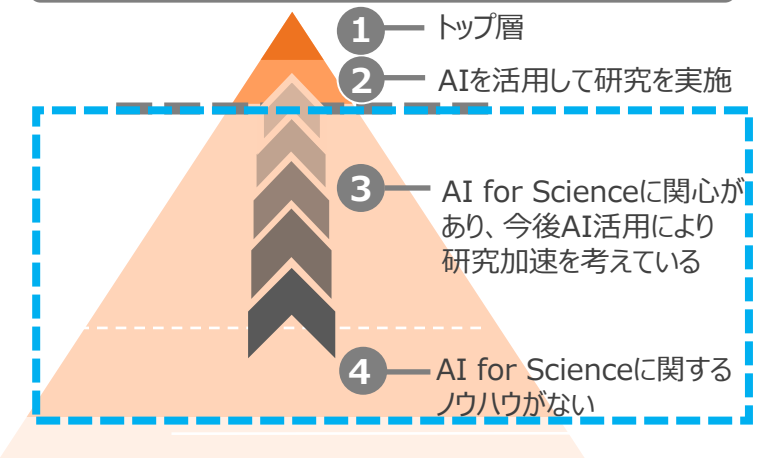 1 トップ層
2 AIを活用して研究を実施
3 AI for Scienceに関心が
あり、今後AI活用により
研究加速を考えている
4 AI for Scienceに関する
ノウハウがない